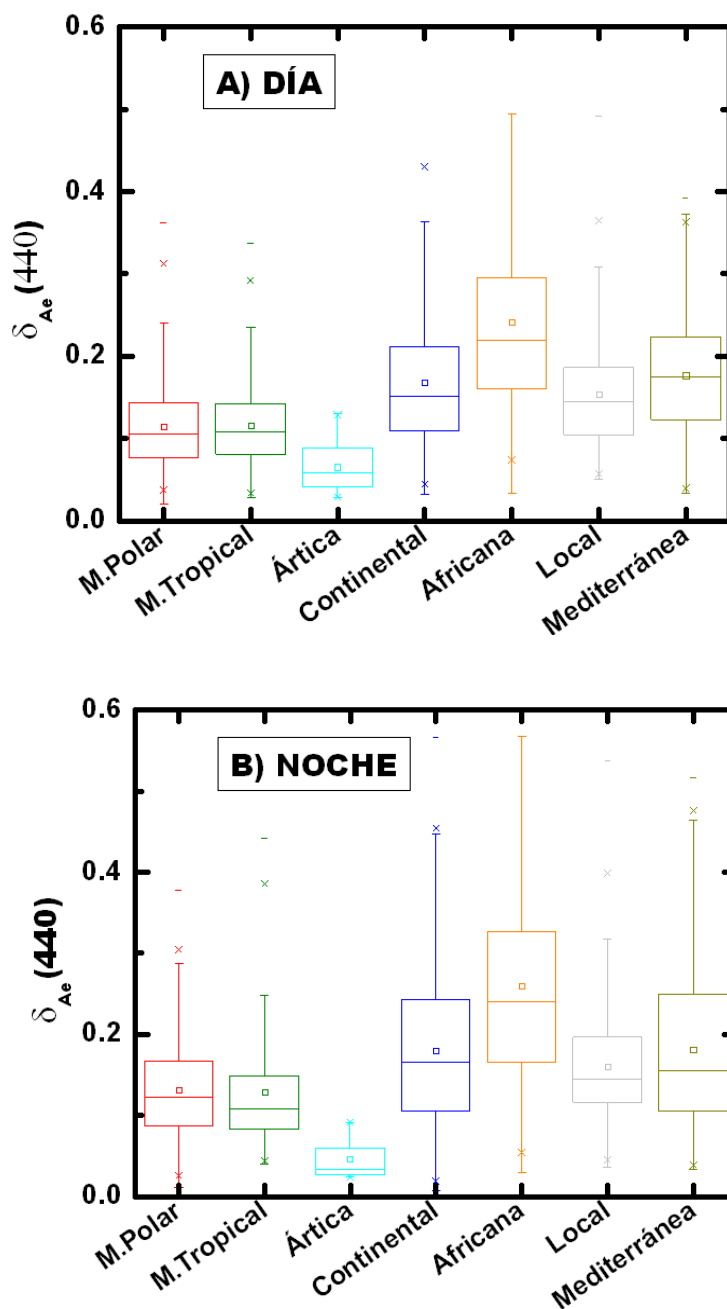 A) DÍA
δAe (440)
0.6
0.4
0.2
0.0
M.Polar
M.Tropical
Ártica
Continental
Africana
Local
Mediterránea
B) NOCHE
δAe (440)
0.6
0.4
0.2
0.0
M.Polar
M.Tropical
Ártica
Continental
Africana
Local
Mediterránea